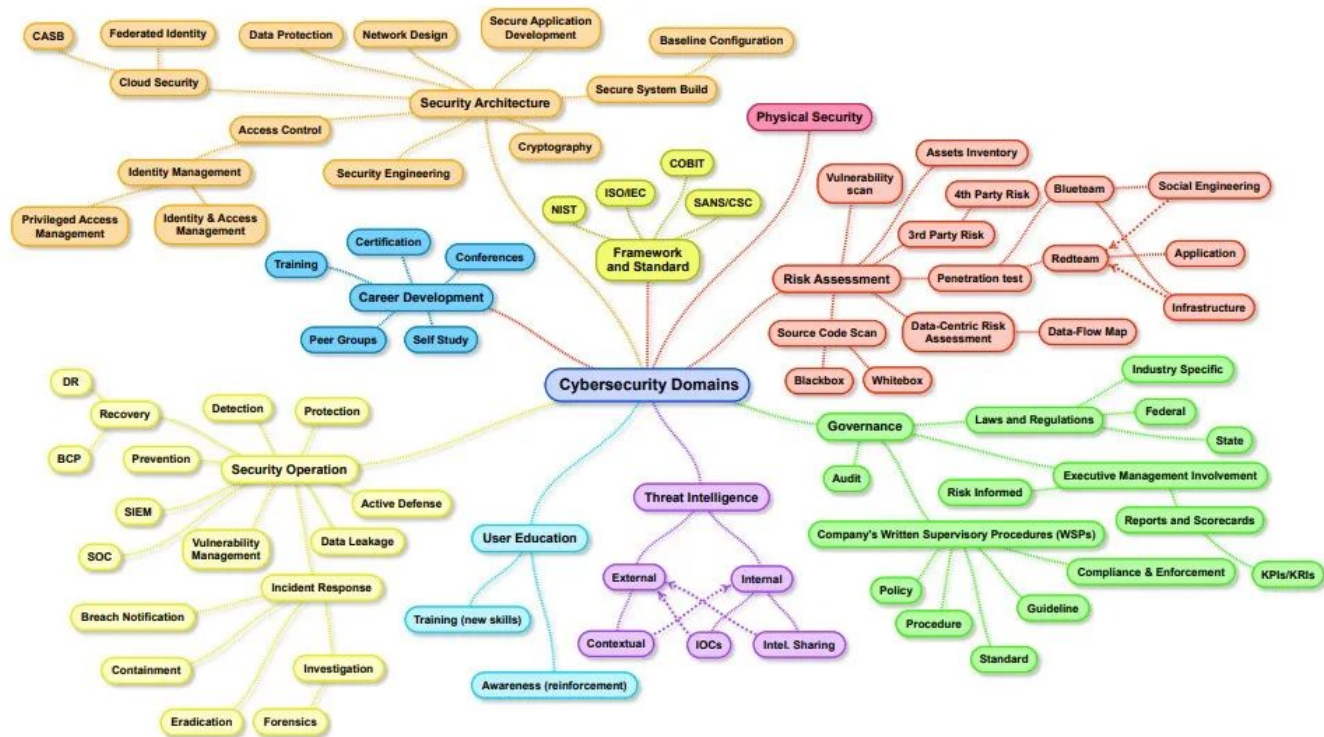 CASB
Federated Identity
Data Protection
Network Design
Secure Application
Development
Baseline Configuration
Cloud Security
Secure System Build
Security Architecture
Access Control
Cryptography
Identity Management
Security Engineering
Privileged Access
Management
Identity & Access
Management
Physical Security
COBIT
ISO/IEC
NIST
SANS/CSC
Framework
and Standard
Certification
Training
Conferences
Career Development
Peer Groups
Self Study
Assets Inventory
Vulnerability
scan
4th Party Risk
Blueteam
Social Engineering
3rd Party Risk
Redteam
Application
Risk Assessment
Penetration test
Infrastructure
Source Code Scan
Data-Centric Risk
Assessment
Data-Flow Map
Blackbox
Whitebox
Cybersecurity Domains
Industry Specific
Laws and Regulations
Federal
State
Governance
Audit
Executive Management Involvement
Risk Informed
Reports and Scorecards
Company's Written Supervisory Procedures (WSPs)
KPIs/KRIs
Compliance & Enforcement
Policy
Guideline
Procedure
Standard
DR
Recovery
Detection
Protection
BCP
Prevention
Security Operation
SIEM
Active Defense
SOC
Vulnerability
Management
Data Leakage
Incident Response
Breach Notification
Containment
Investigation
Eradication
Forensics
User Education
Training (new skills)
Awareness (reinforcement)
Threat Intelligence
External
Internal
Contextual
IOCs
Intel. Sharing